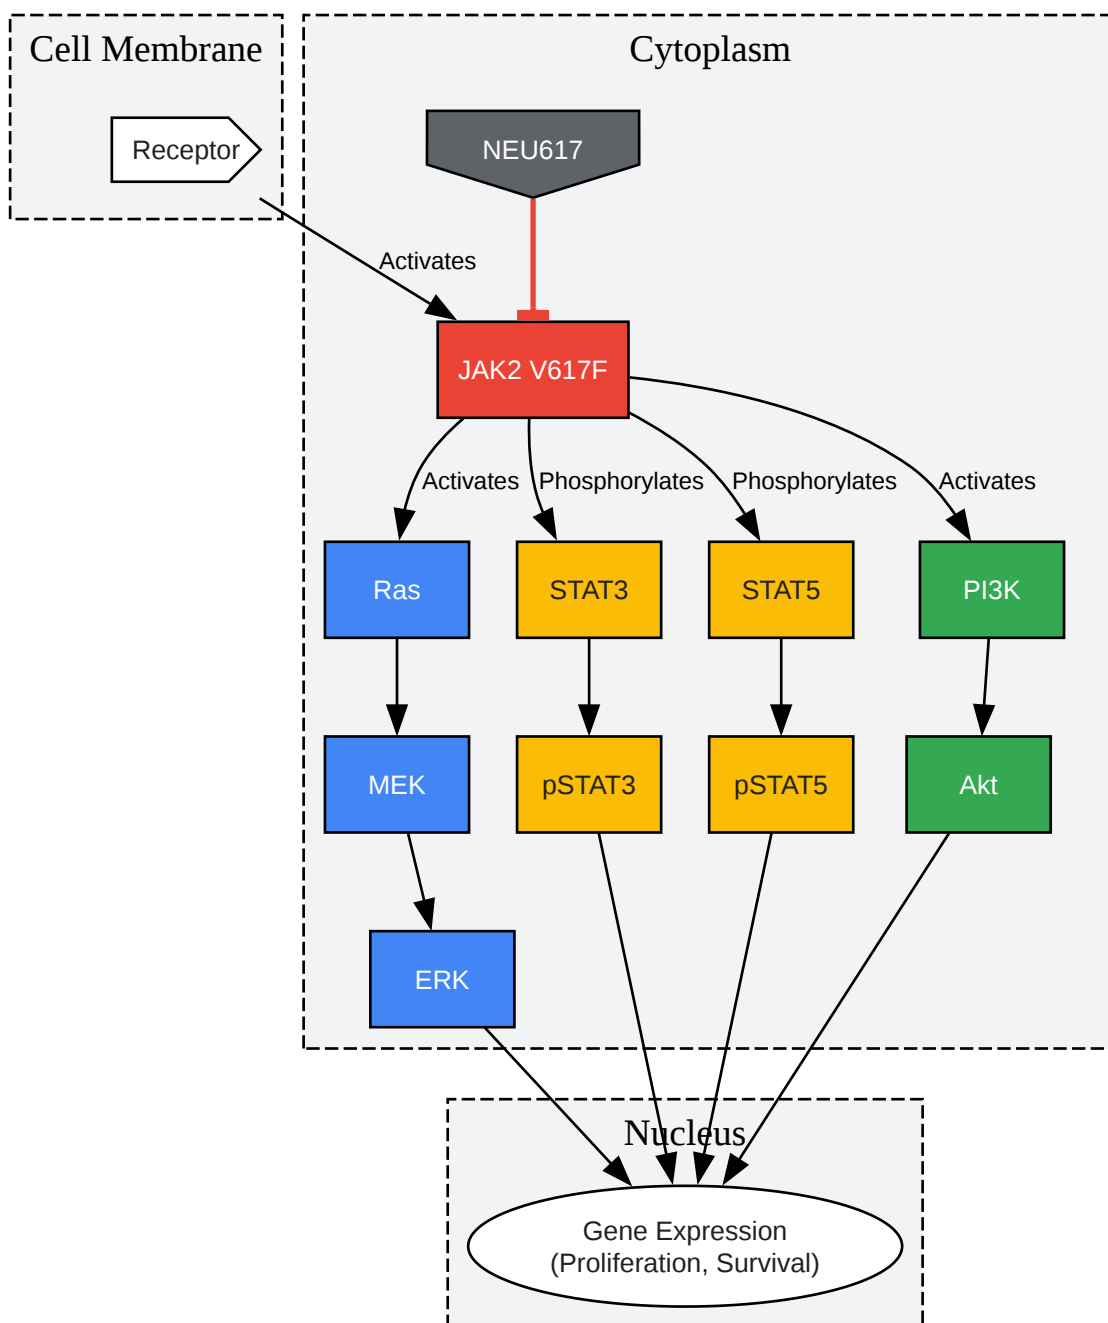 Cell Membrane
Cytoplasm
Receptor
NEU617
Activates
JAK2 V617F
Activates
Phosphorylates
Phosphorylates
Activates
Ras
STAT3
STAT5
PI3K
MEK
pSTAT3
pSTAT5
Akt
ERK
Nucleus
Gene Expression
(Proliferation, Survival)